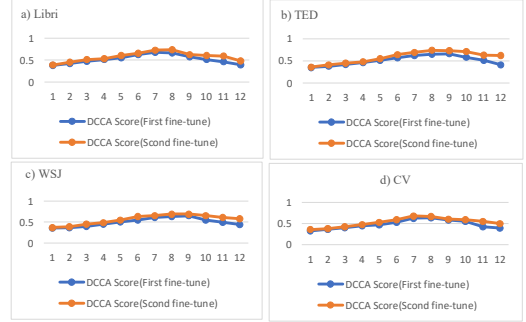 a) Libri
1
0.5
0
1 2 3 4 5 6 7 8 9 10 11 12
DCCA Score(First fine-tune)
DCCA Score(Scond fine-tune)
b) TED
1
0.5
0
1 2 3 4 5 6 7 8 9 10 11 12
DCCA Score(First fine-tune)
DCCA Score(Scond fine-tune)
c) WSJ
1
0.5
0
1 2 3 4 5 6 7 8 9 10 11 12
DCCA Score(First fine-tune)
DCCA Score(Scond fine-tune)
d) CV
1
0.5
0
1 2 3 4 5 6 7 8 9 10 11 12
DCCA Score(First fine-tune)
DCCA Score(Scond fine-tune)